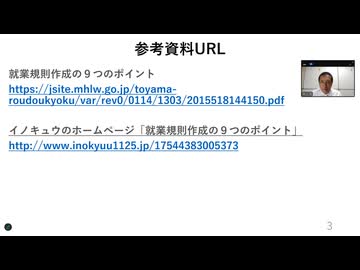 参考資料URL
就業規則作成の９つのポイント
https://jsite.mhlw.go.jp/toyama-
roudoukyoku/var/rev0/0114/1303/2015518144150.pdf
イノキュウのホームページ「就業規則作成の９つのポイント」
http://www.inokyuu1125.jp/17544383005373
3